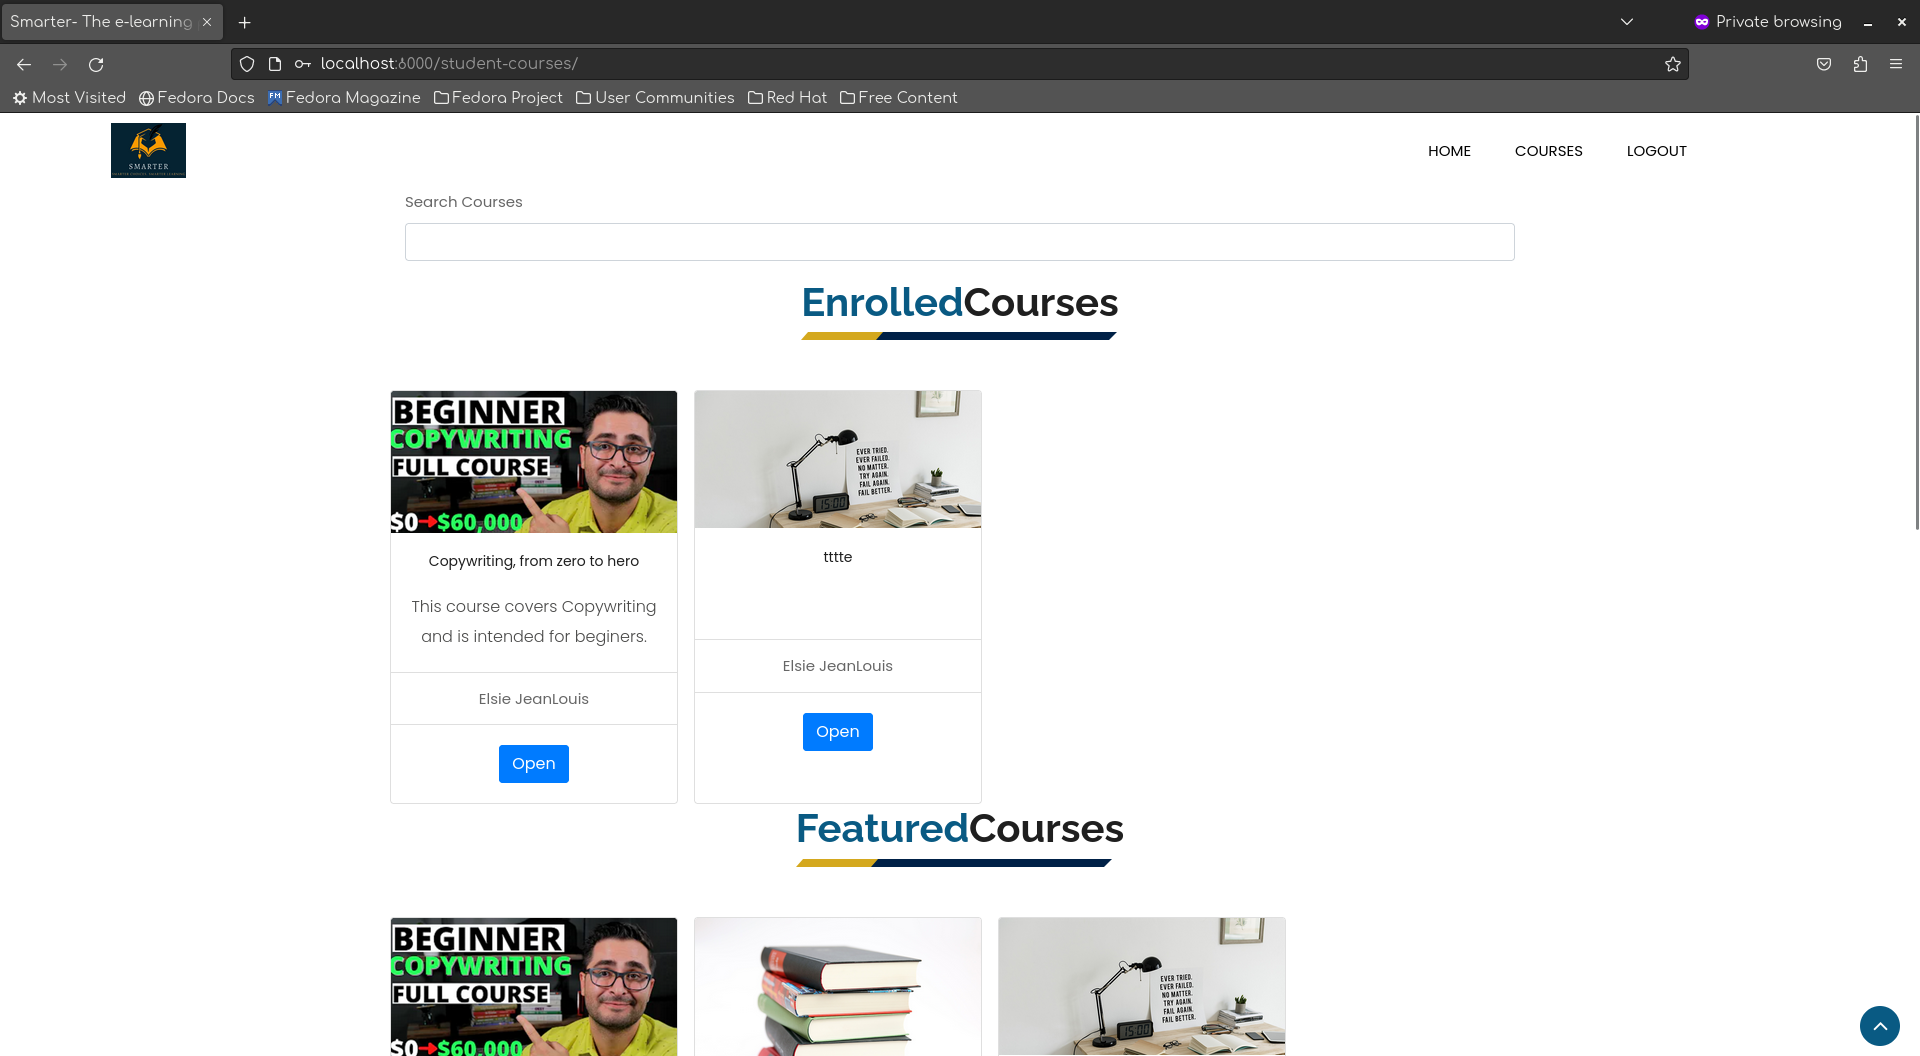 Smarter- The e-learning
Private browsing
localhost:8000/student-courses/
Most Visited
Fedora Docs
FM
Fedora Magazine
Fedora Project
User Communities
Red Hat
Free Content
SMARTER
HOME
COURSES
LOGOUT
Search Courses
EnrolledCourses
BEGINNER
COPYWRITING
FULL COURSE
$0→$60,000
EVER TRIED.
EVER FAILED.
NO MATTER.
TRY AGAIN.
FAIL AGAIN.
FAIL BETTER.
15:00
Copywriting, from zero to hero
This course covers Copywriting
and is intended for beginers.
Elsie JeanLouis
Open
tttte
Elsie JeanLouis
Open
FeaturedCourses
BEGINNER
COPYWRITING
FULL COURSE
$0→$60,000
EVER TRIED.
EVER FAILED.
NO MATTER.
TRY AGAIN.
FAIL AGAIN.
FAIL BETTER.
15:00